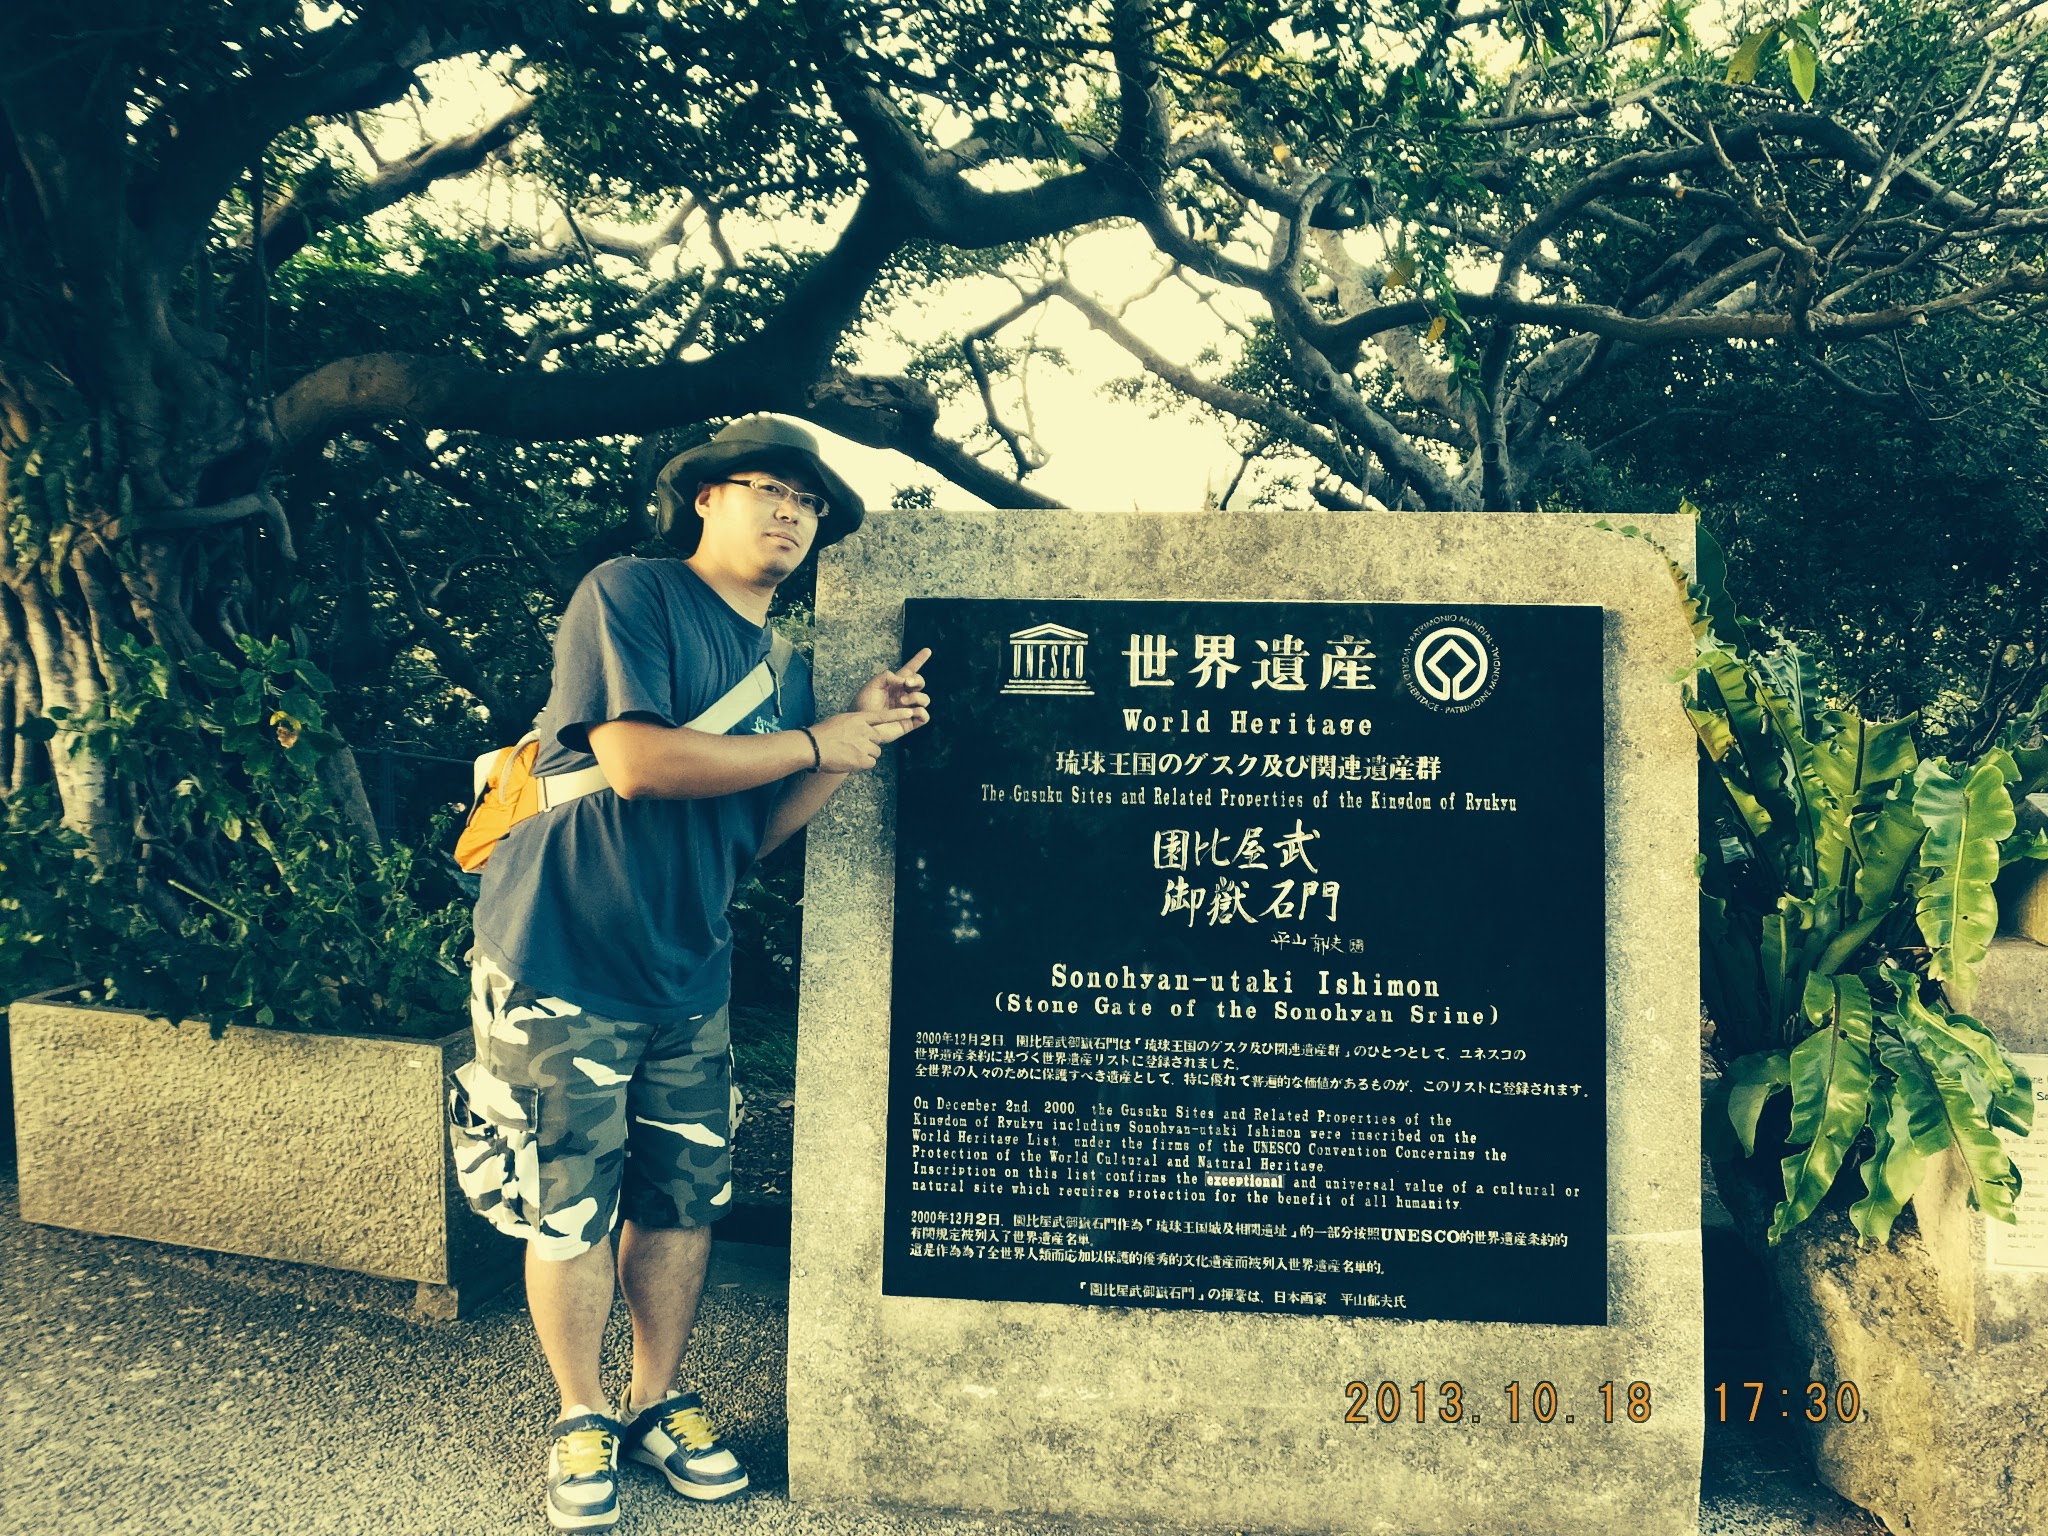 UNESCO
世界遺産
WORLD HERITAGE · PATRIMOINE MONDIAL · PATRIMONIO MUNDIAL
World Heritage
琉球王国のグスク及び関連遺産群
The Gusuku Sites and Related Properties of the Kingdom of Ryukyu
園比屋武
御嶽石門
平山郁夫
Sonohyan-utaki Ishimon
(Stone Gate of the Sonohyan Srine)
2000年12月2日、園比屋武御嶽石門は「琉球王国のグスク及び関連遺産群」のひとつとして、ユネスコの
世界遺産条約に基づく世界遺産リストに登録されました。
全世界の人々のために保護すべき遺産として、特に優れて普遍的な価値があるものが、このリストに登録されます。
On December 2nd, 2000, the Gusuku Sites and Related Properties of the
Kingdom of Ryukyu including Sonohyan-utaki Ishimon were inscribed on the
World Heritage List, under the firms of the UNESCO Convention Concerning the
Protection of the World Cultural and Natural Heritage.
Inscription on this list confirms the exceptional and universal value of a cultural or
natural site which requires protection for the benefit of all humanity.
2000年12月2日、園比屋武御嶽石門作為「琉球王国城及相関遺址」的一部分按照UNESCO的世界遺産条約的
有関規定被列入了世界遺産名単。
這是作為為了全世界人類而応加以保護的優秀的文化遺産而被列入世界遺産名単的。
「園比屋武御嶽石門」の揮毫は、日本画家 平山郁夫氏
2013.10.18 17:30